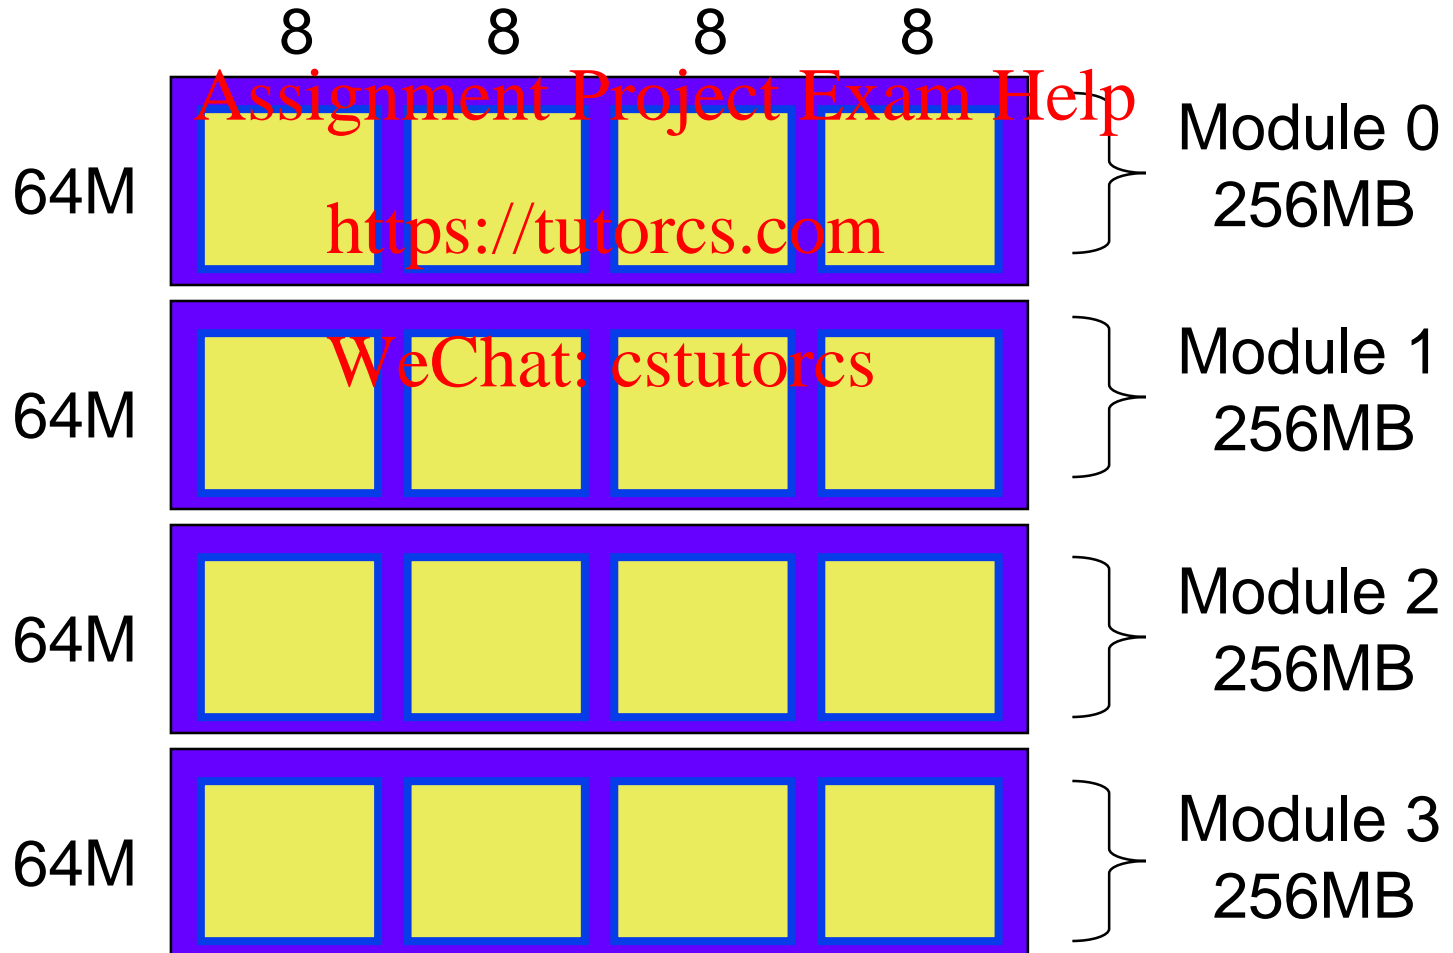 8 8 8 8
Assignment Project Exam Help
64M
Module 0
256MB
https://tutorcs.com
64M
Module 1
256MB
WeChat: cstutorcs
64M
Module 2
256MB
64M
Module 3
256MB